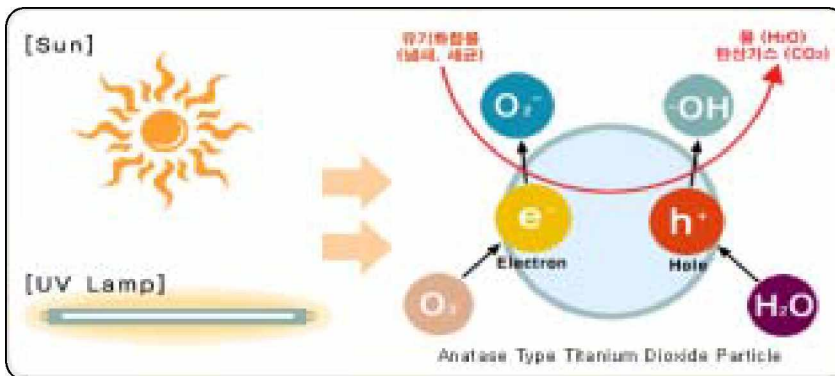 [Sun]
유기화합물
(냄새, 세균)
물 (H₂O)
탄산가스 (CO₂)
O₂⁻
·OH
e⁻
h⁺
Electron
Hole
[UV Lamp]
O₂
H₂O
Anatase Type Titanium Dioxide Particle